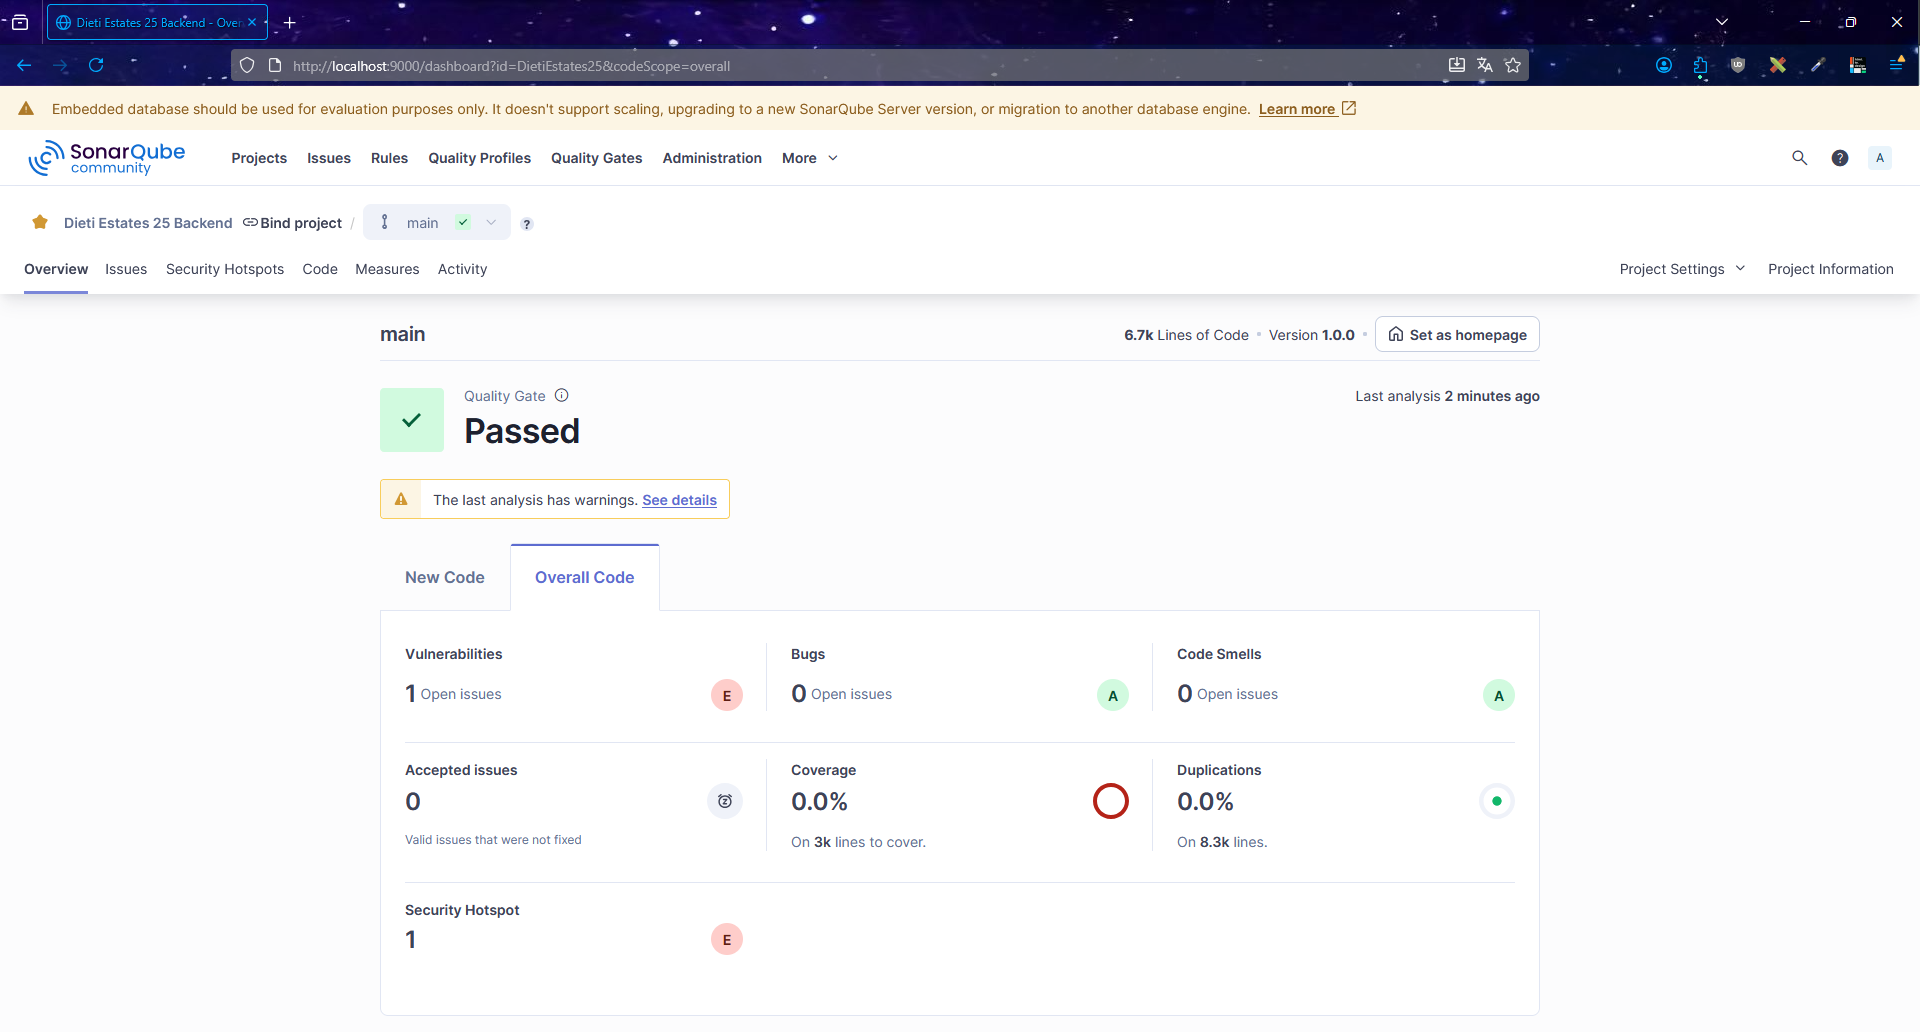 Dieti Estates 25 Backend - Over
http://localhost:9000/dashboard?id=DietiEstates25&codeScope=overall
Embedded database should be used for evaluation purposes only. It doesn't support scaling, upgrading to a new SonarQube Server version, or migration to another database engine. Learn more
SonarQube
community
Projects Issues Rules Quality Profiles Quality Gates Administration More
? A
Dieti Estates 25 Backend Bind project / main ?
Overview Issues Security Hotspots Code Measures Activity Project Settings Project Information
main
6.7k Lines of Code • Version 1.0.0 • Set as homepage
Quality Gate
Passed
Last analysis 2 minutes ago
The last analysis has warnings. See details
New Code Overall Code
Vulnerabilities Bugs Code Smells
1 Open issues E 0 Open issues A 0 Open issues A
Accepted issues Coverage Duplications
0 0.0% 0.0%
Valid issues that were not fixed On 3k lines to cover. On 8.3k lines.
Security Hotspot
1 E